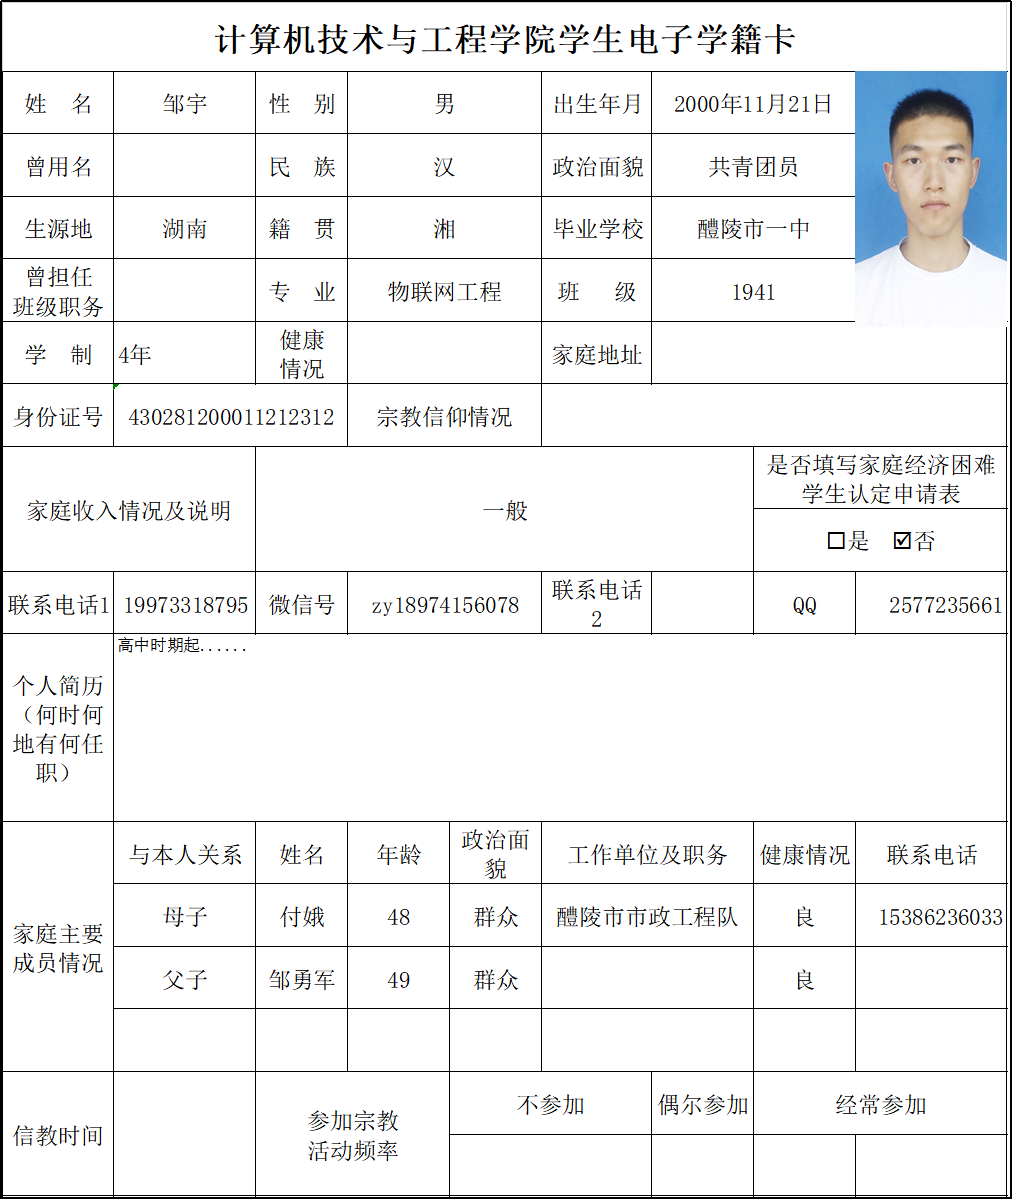 计算机技术与工程学院学生电子学籍卡
姓 名 邹宇 性 别 男 出生年月 2000年11月21日
曾用名 民 族 汉 政治面貌 共青团员
生源地 湖南 籍 贯 湘 毕业学校 醴陵市一中
曾担任
班级职务 专 业 物联网工程 班 级 1941
学 制 4年 健康
情况 家庭地址
身份证号 430281200011212312 宗教信仰情况
家庭收入情况及说明 一般 是否填写家庭经济困难
学生认定申请表
☐是 ☑否
联系电话1 19973318795 微信号 zy18974156078 联系电话
2 QQ 2577235661
个人简历
(何时何
地有何任
职)
高中时期起......
家庭主要
成员情况
与本人关系 姓名 年龄 政治面
貌 工作单位及职务 健康情况 联系电话
母子 付娥 48 群众 醴陵市市政工程队 良 15386236033
父子 邹勇军 49 群众 良
信教时间 参加宗教
活动频率 不参加 偶尔参加 经常参加